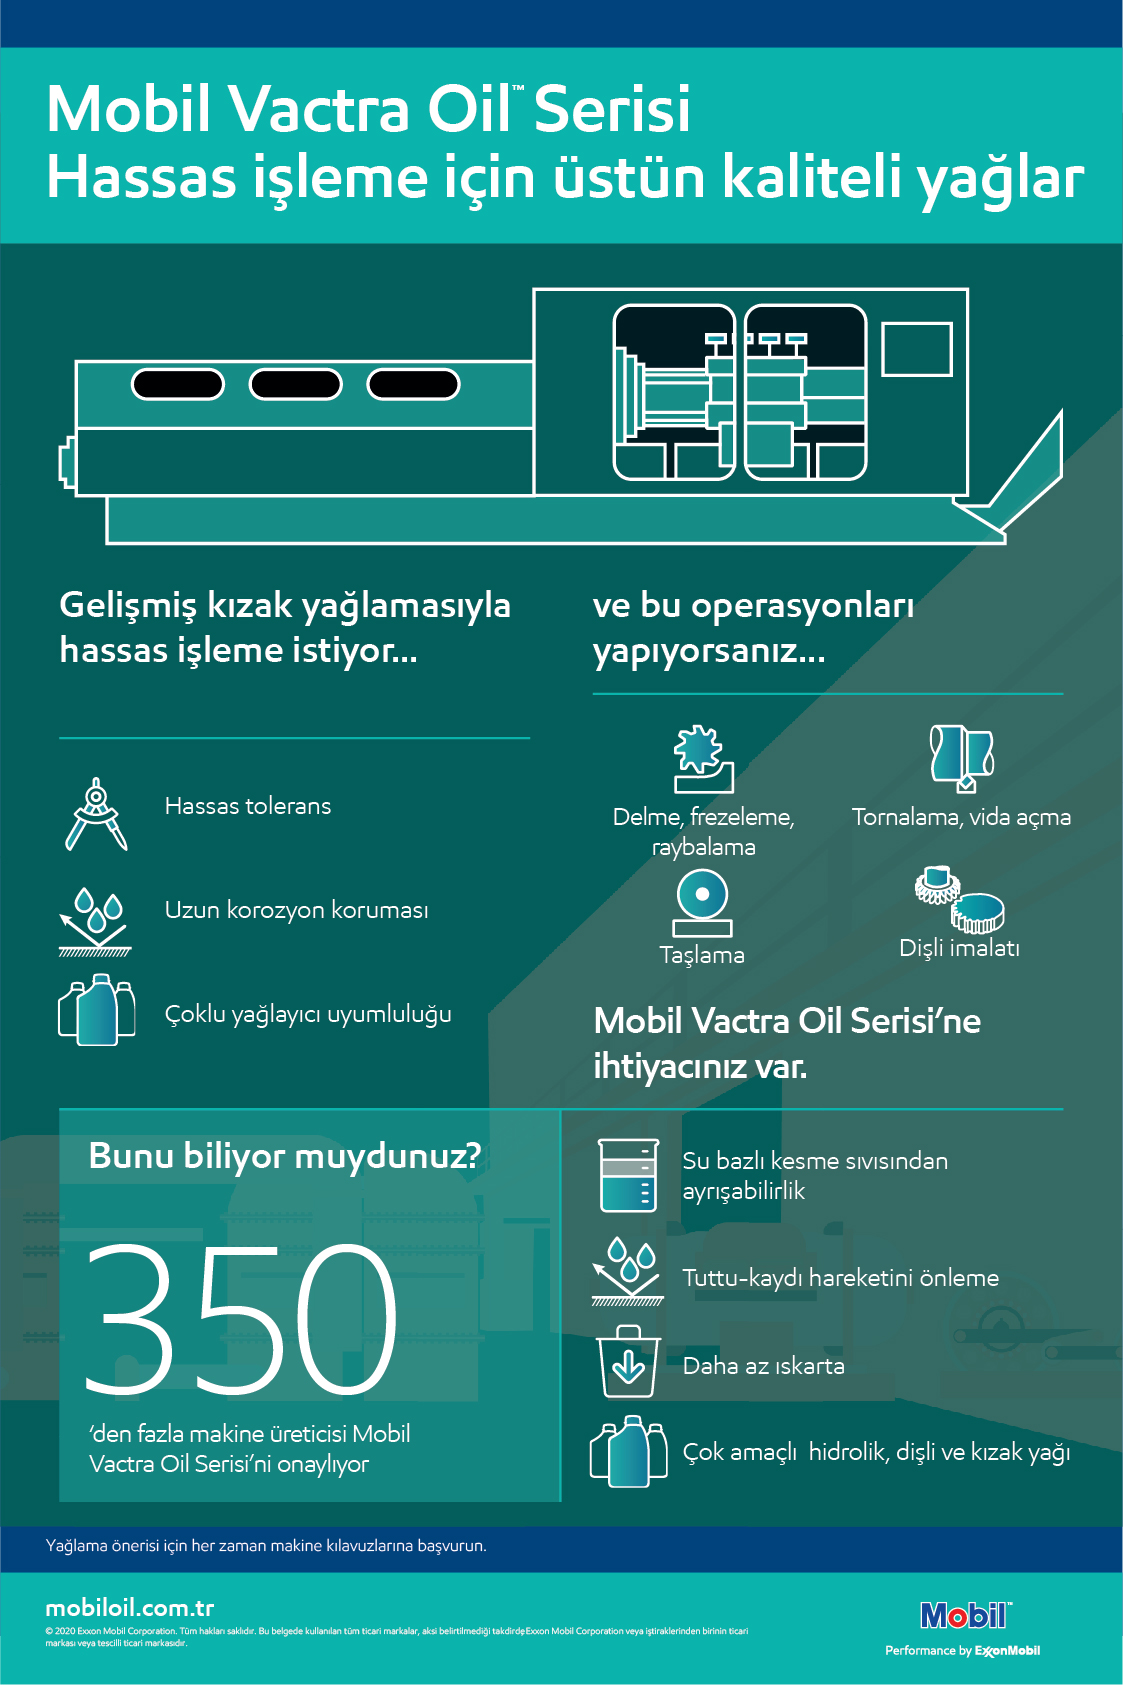 Mobil Vactra Oil™ Serisi
Hassas işleme için üstün kaliteli yağlar
Gelişmiş kızak yağlamasıyla
hassas işleme istiyor...
Hassas tolerans
Uzun korozyon koruması
Çoklu yağlayıcı uyumluluğu
ve bu operasyonları
yapıyorsanız...
Delme, frezeleme,
raybalama
Tornalama, vida açma
Taşlama
Dişli imalatı
Mobil Vactra Oil Serisi’ne
ihtiyacınız var.
Bunu biliyor muydunuz?
350
‘den fazla makine üreticisi Mobil
Vactra Oil Serisi’ni onaylıyor
Su bazlı kesme sıvısından
ayrışabilirlik
Tuttu-kaydı hareketini önleme
Daha az ıskarta
Çok amaçlı hidrolik, dişli ve kızak yağı
Yağlama önerisi için her zaman makine kılavuzlarına başvurun.
mobiloil.com.tr
© 2020 Exxon Mobil Corporation. Tüm hakları saklıdır. Bu belgede kullanılan tüm ticari markalar, aksi belirtilmediği takdirde Exxon Mobil Corporation veya iştiraklerinden birinin ticari
markası veya tescilli ticari markasıdır.
Mobil™
Performance by ExxonMobil